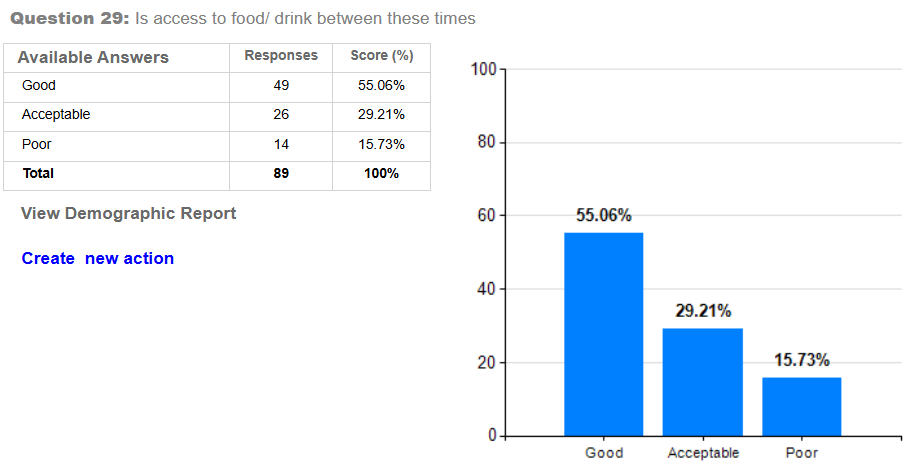 Question 29: Is access to food/ drink between these times
Available Answers Responses Score (%)
Good 49 55.06%
Acceptable 26 29.21%
Poor 14 15.73%
Total 89 100%
View Demographic Report
Create new action
100
80
60
40
20
0
55.06%
29.21%
15.73%
Good Acceptable Poor